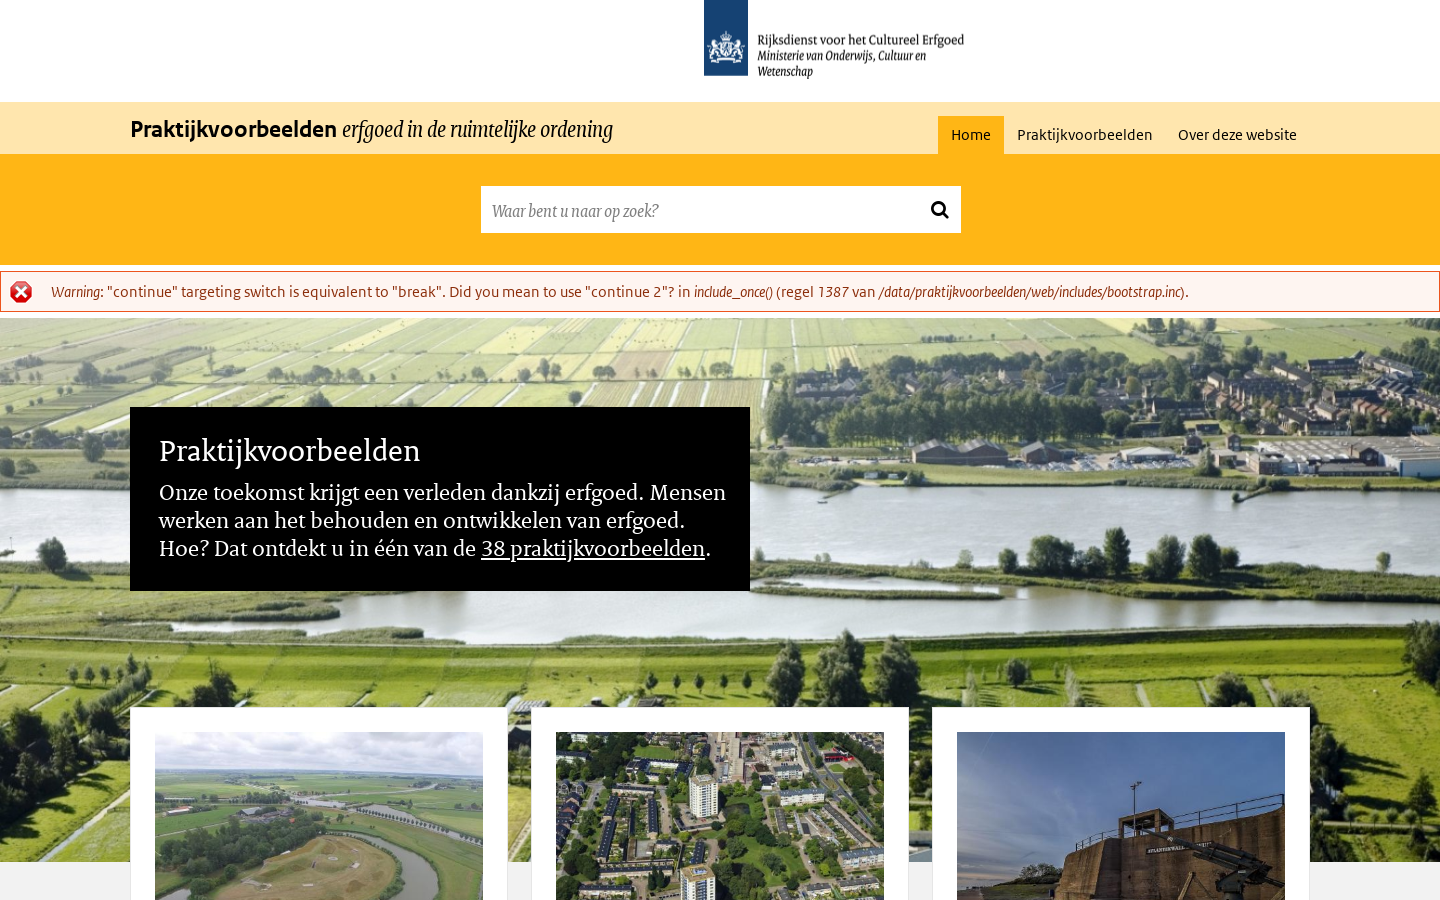 Rijksdienst voor het Cultureel Erfgoed
Ministerie van Onderwijs, Cultuur en
Wetenschap
Praktijkvoorbeelden erfgoed in de ruimtelijke ordening
Home Praktijkvoorbeelden Over deze website
Waar bent u naar op zoek?
Warning: "continue" targeting switch is equivalent to "break". Did you mean to use "continue 2"? in include_once() (regel 1387 van /data/praktijkvoorbeelden/web/includes/bootstrap.inc).
Praktijkvoorbeelden
Onze toekomst krijgt een verleden dankzij erfgoed. Mensen
werken aan het behouden en ontwikkelen van erfgoed.
Hoe? Dat ontdekt u in één van de 38 praktijkvoorbeelden.